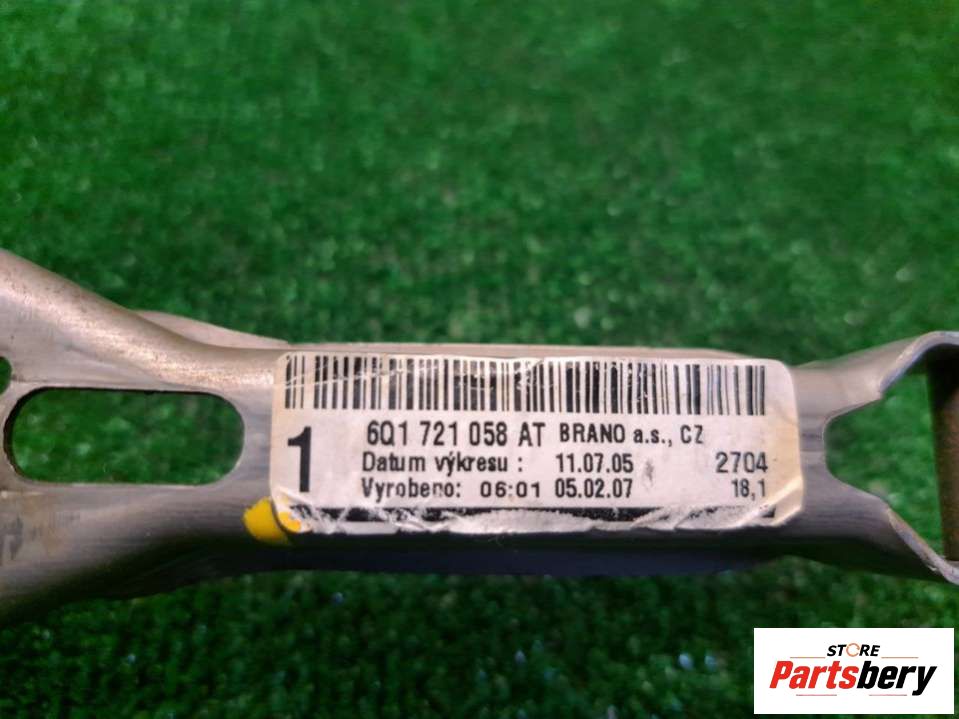 1
6Q1 721 058 AT BRANO a.s., CZ
Datum výkresu : 11.07.05 2704
Vyrobeno: 06:01 05.02.07 18,1
STORE
Partsbery